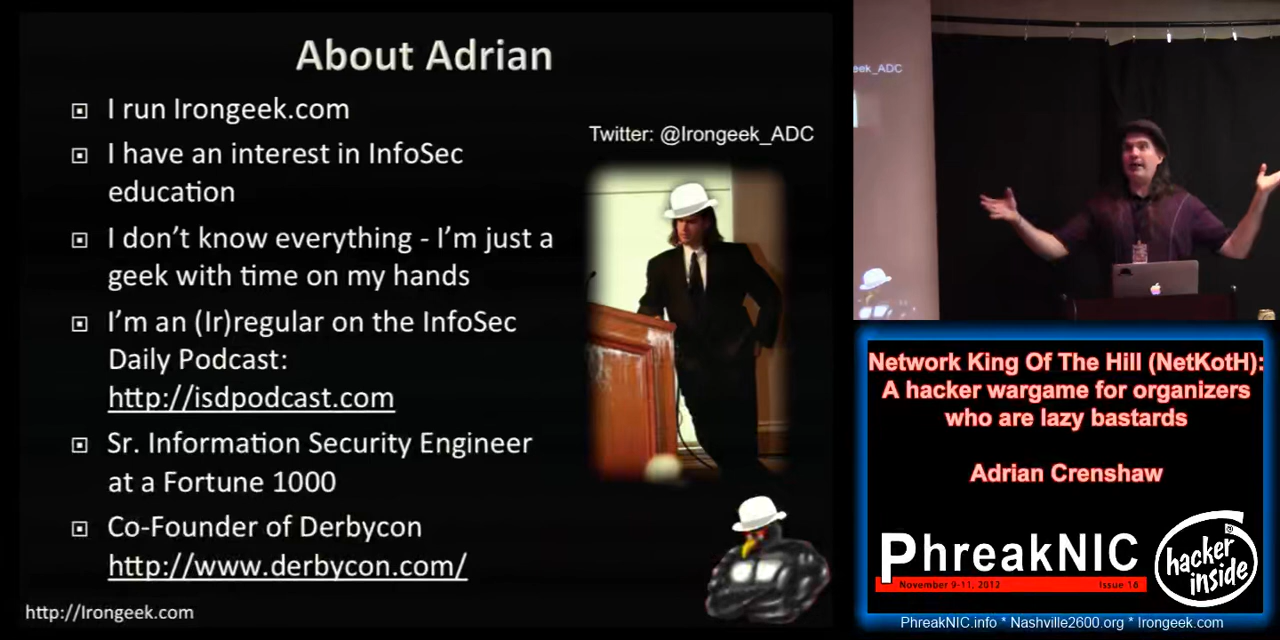 About Adrian
I run Irongeek.com
I have an interest in InfoSec
education
I don't know everything - I'm just a
geek with time on my hands
I'm an (Ir)regular on the InfoSec
Daily Podcast:
http://isdpodcast.com
Sr. Information Security Engineer
at a Fortune 1000
Co-Founder of Derbycon
http://www.derbycon.com/
http://Irongeek.com
Twitter: @Irongeek_ADC
eek_ADC
Network King Of The Hill (NetKotH):
A hacker wargame for organizers
who are lazy bastards
Adrian Crenshaw
PhreakNIC
November 9-11, 2012 Issue 16
hacker
inside
PhreakNIC.info * Nashville2600.org * Irongeek.com